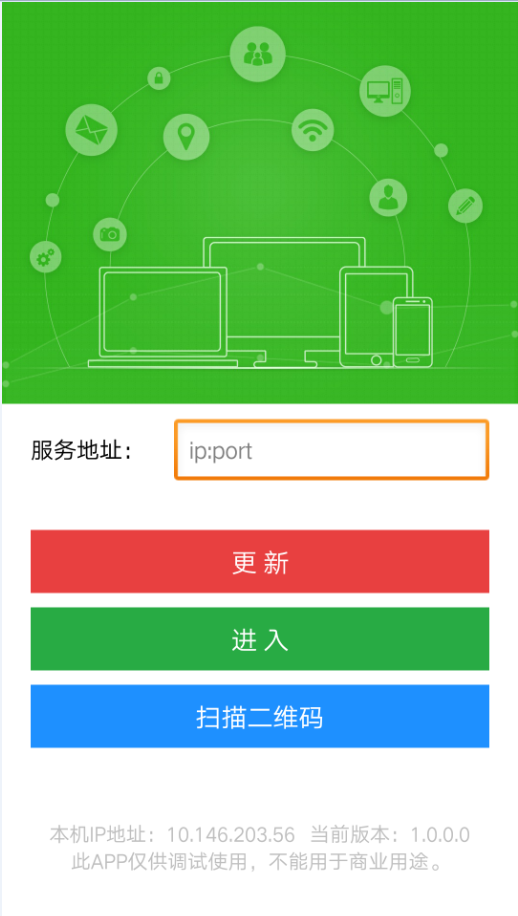 服务地址： ip:port
更 新
进 入
扫描二维码
本机IP地址：10.146.203.56 当前版本：1.0.0.0
此APP仅供调试使用，不能用于商业用途。